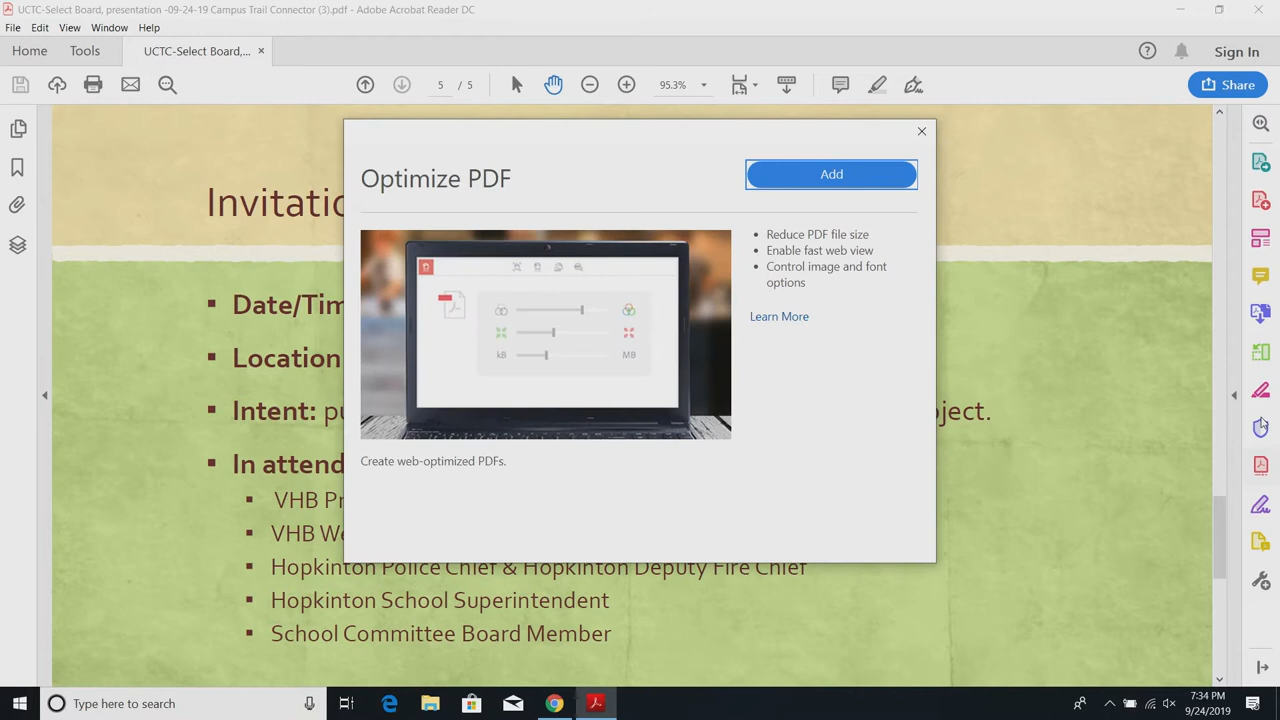 UCTC-Select Board, presentation -09-24-19 Campus Trail Connector (3).pdf - Adobe Acrobat Reader DC
File Edit View Window Help
Home Tools UCTC-Select Board,... × Sign In
5 / 5 95.3% Share
Optimize PDF Add
Invitatio
Reduce PDF file size
Enable fast web view
Control image and font
options
Learn More
kB MB
Create web-optimized PDFs.
▪ Date/Tim
▪ Location
▪ Intent: pu oject.
▪ In attend
▪ VHB Pr
▪ VHB We
▪ Hopkinton Police Chief & Hopkinton Deputy Fire Chief
▪ Hopkinton School Superintendent
▪ School Committee Board Member
Type here to search
7:34 PM
9/24/2019